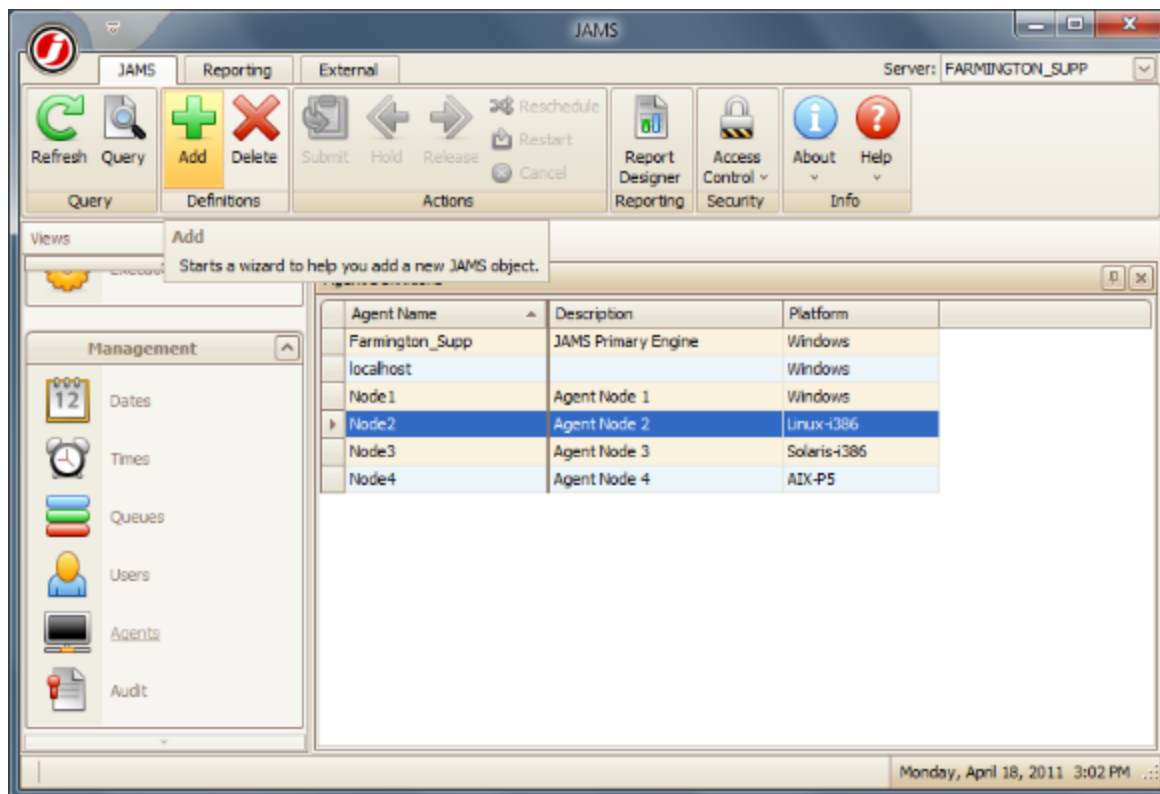 JAMS
JAMS Reporting External Server: FARMINGTON_SUPP
Refresh Query Add Delete Submit Hold Release Reschedule Restart Cancel Report Designer Access Control About Help
Query Definitions Actions Reporting Security Info
Views
Add
Starts a wizard to help you add a new JAMS object.
Agent Name Description Platform
Farmington_Supp JAMS Primary Engine Windows
localhost Windows
Node1 Agent Node 1 Windows
Node2 Agent Node 2 Linux-i386
Node3 Agent Node 3 Solaris-i386
Node4 Agent Node 4 AIX-P5
Management
12 Dates
Times
Queues
Users
Agents
Audit
Monday, April 18, 2011 3:02 PM